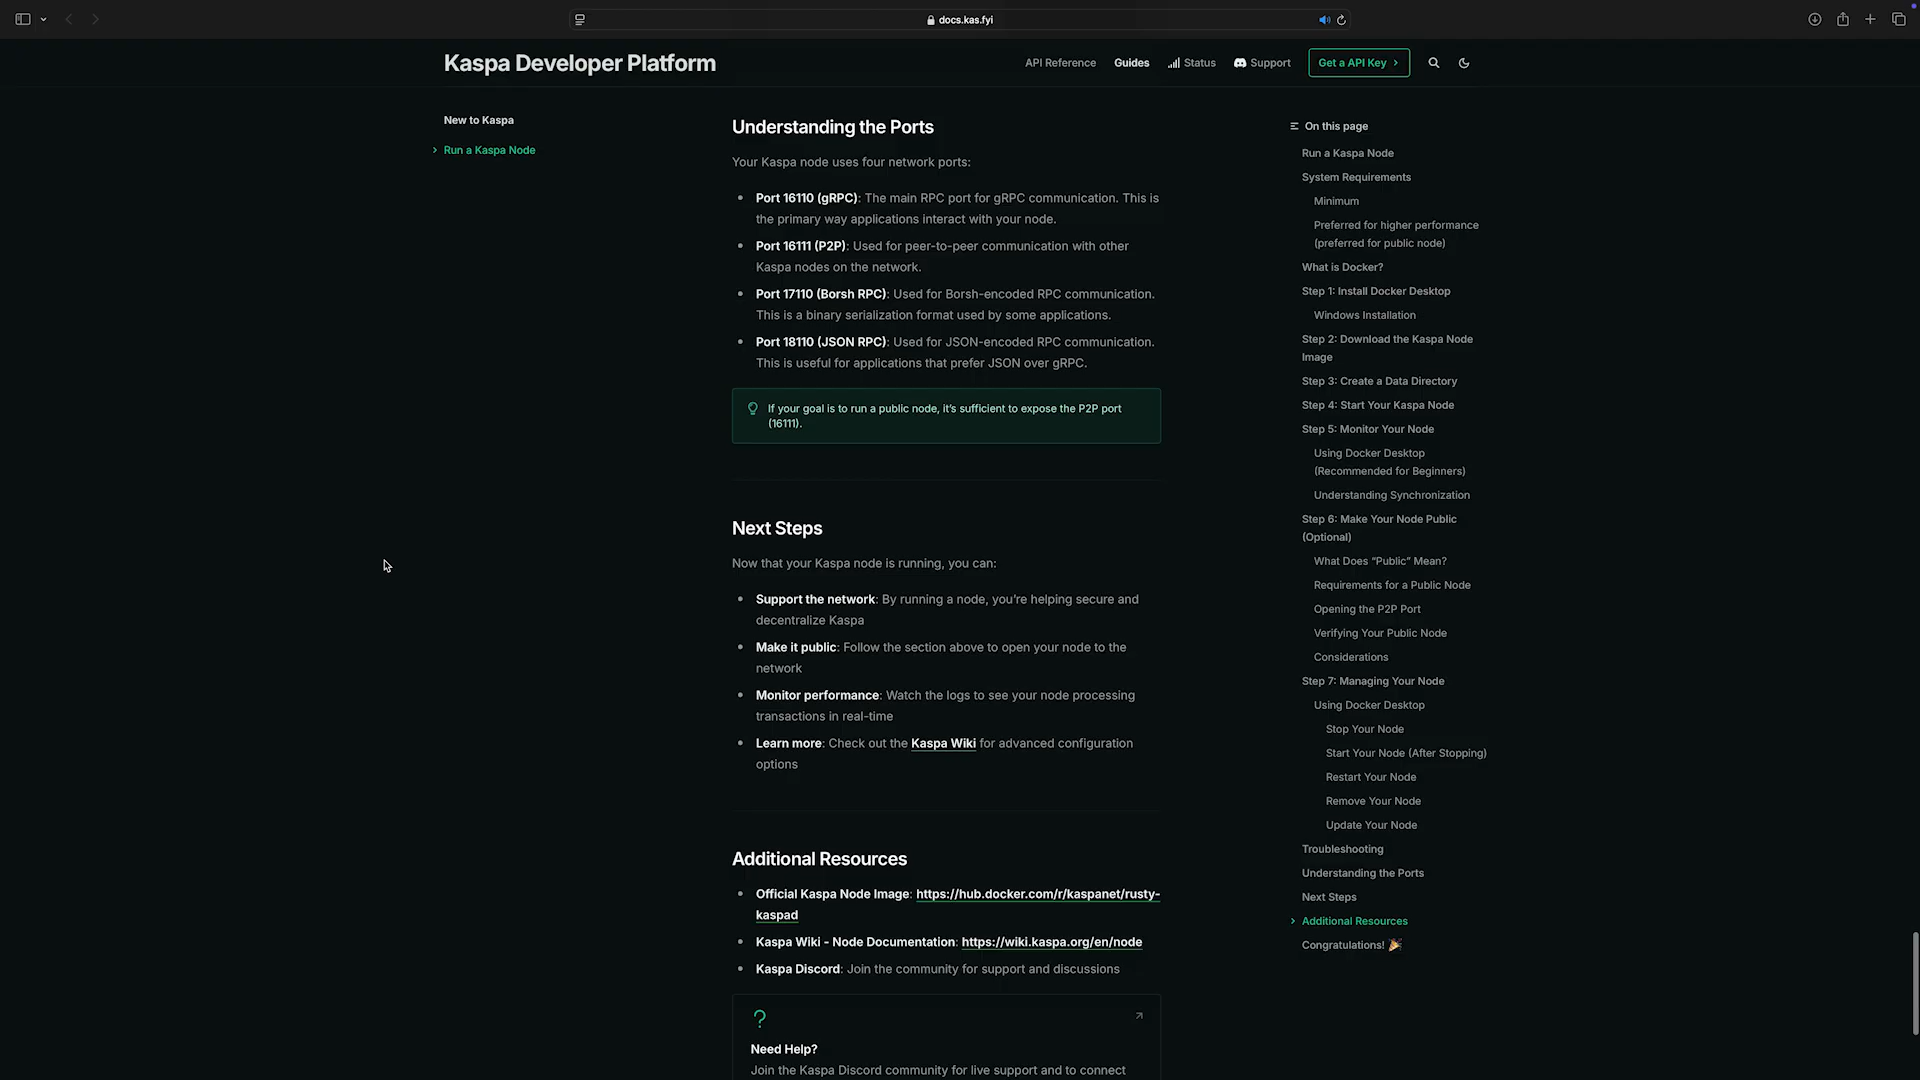 docs.kas.fyi
Kaspa Developer Platform
API Reference
Guides
Status
Support
Get a API Key
New to Kaspa
Run a Kaspa Node
Understanding the Ports
Your Kaspa node uses four network ports:
• Port 16110 (gRPC): The main RPC port for gRPC communication. This is
the primary way applications interact with your node.
• Port 16111 (P2P): Used for peer-to-peer communication with other
Kaspa nodes on the network.
• Port 17110 (Borsh RPC): Used for Borsh-encoded RPC communication.
This is a binary serialization format used by some applications.
• Port 18110 (JSON RPC): Used for JSON-encoded RPC communication.
This is useful for applications that prefer JSON over gRPC.
If your goal is to run a public node, it's sufficient to expose the P2P port
(16111).
Next Steps
Now that your Kaspa node is running, you can:
• Support the network: By running a node, you're helping secure and
decentralize Kaspa
• Make it public: Follow the section above to open your node to the
network
• Monitor performance: Watch the logs to see your node processing
transactions in real-time
• Learn more: Check out the Kaspa Wiki for advanced configuration
options
Additional Resources
• Official Kaspa Node Image: https://hub.docker.com/r/kaspanet/rusty-
kaspad
• Kaspa Wiki - Node Documentation: https://wiki.kaspa.org/en/node
• Kaspa Discord: Join the community for support and discussions
?
Need Help?
Join the Kaspa Discord community for live support and to connect
On this page
Run a Kaspa Node
System Requirements
Minimum
Preferred for higher performance
(preferred for public node)
What is Docker?
Step 1: Install Docker Desktop
Windows Installation
Step 2: Download the Kaspa Node
Image
Step 3: Create a Data Directory
Step 4: Start Your Kaspa Node
Step 5: Monitor Your Node
Using Docker Desktop
(Recommended for Beginners)
Understanding Synchronization
Step 6: Make Your Node Public
(Optional)
What Does "Public" Mean?
Requirements for a Public Node
Opening the P2P Port
Verifying Your Public Node
Considerations
Step 7: Managing Your Node
Using Docker Desktop
Stop Your Node
Start Your Node (After Stopping)
Restart Your Node
Remove Your Node
Update Your Node
Troubleshooting
Understanding the Ports
Next Steps
Additional Resources
Congratulations! 🎉